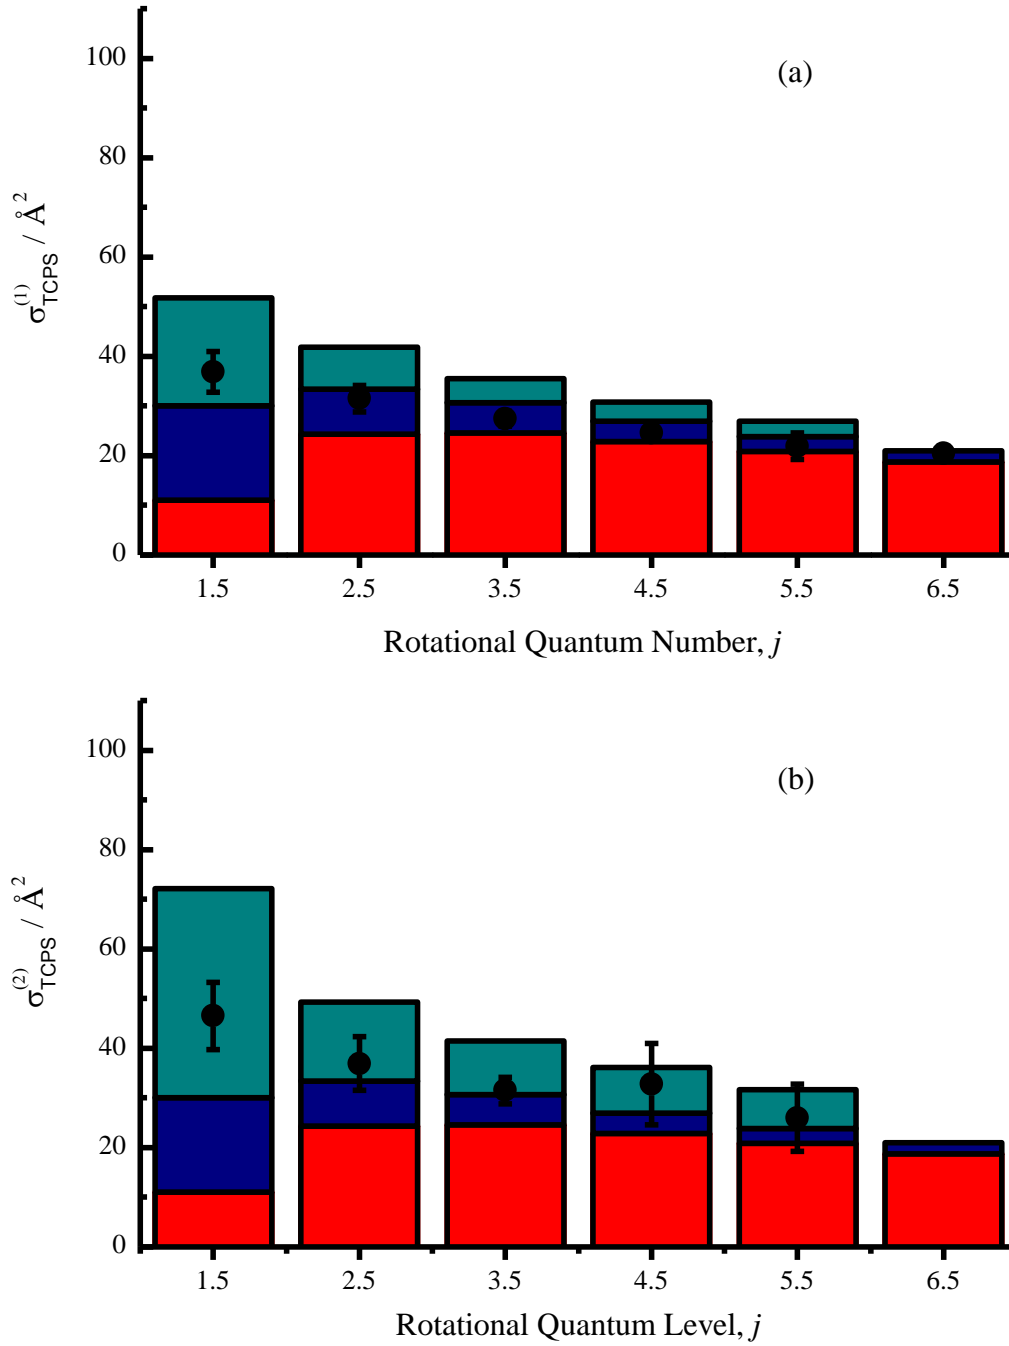 (a)
100
80
60
40
20
0
σ(1)TCPS / Å2
1.5 2.5 3.5 4.5 5.5 6.5
Rotational Quantum Number, j
(b)
100
80
60
40
20
0
σ(2)TCPS / Å2
1.5 2.5 3.5 4.5 5.5 6.5
Rotational Quantum Level, j